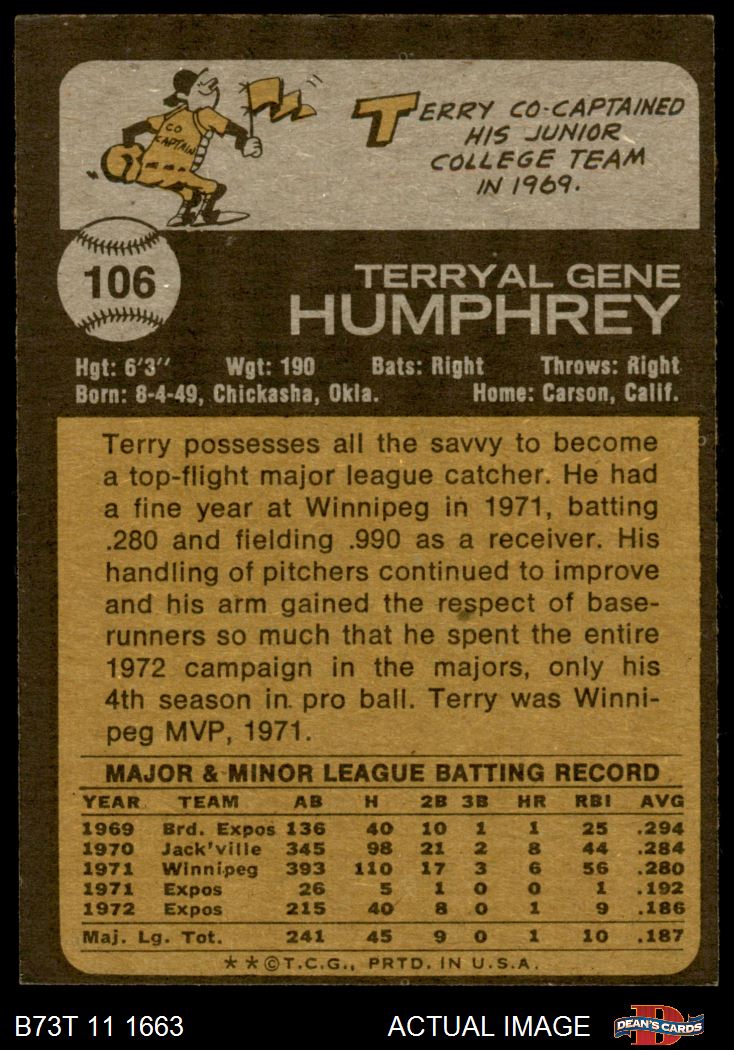 CO
CAPTAIN
TERRY CO-CAPTAINED
HIS JUNIOR
COLLEGE TEAM
IN 1969.
106
TERRYAL GENE
HUMPHREY
Hgt: 6'3" Wgt: 190 Bats: Right Throws: Right
Born: 8-4-49, Chickasha, Okla. Home: Carson, Calif.
Terry possesses all the savvy to become
a top-flight major league catcher. He had
a fine year at Winnipeg in 1971, batting
.280 and fielding .990 as a receiver. His
handling of pitchers continued to improve
and his arm gained the respect of base-
runners so much that he spent the entire
1972 campaign in the majors, only his
4th season in pro ball. Terry was Winni-
peg MVP, 1971.
MAJOR & MINOR LEAGUE BATTING RECORD
YEAR TEAM AB H 2B 3B HR RBI AVG
1969 Brd. Expos 136 40 10 1 1 25 .294
1970 Jack'ville 345 98 21 2 8 44 .284
1971 Winnipeg 393 110 17 3 6 56 .280
1971 Expos 26 5 1 0 0 1 .192
1972 Expos 215 40 8 0 1 9 .186
Maj. Lg. Tot. 241 45 9 0 1 10 .187
**©T.C.G., PRTD. IN U.S.A.
B73T 11 1663 ACTUAL IMAGE D DEAN'S CARDS